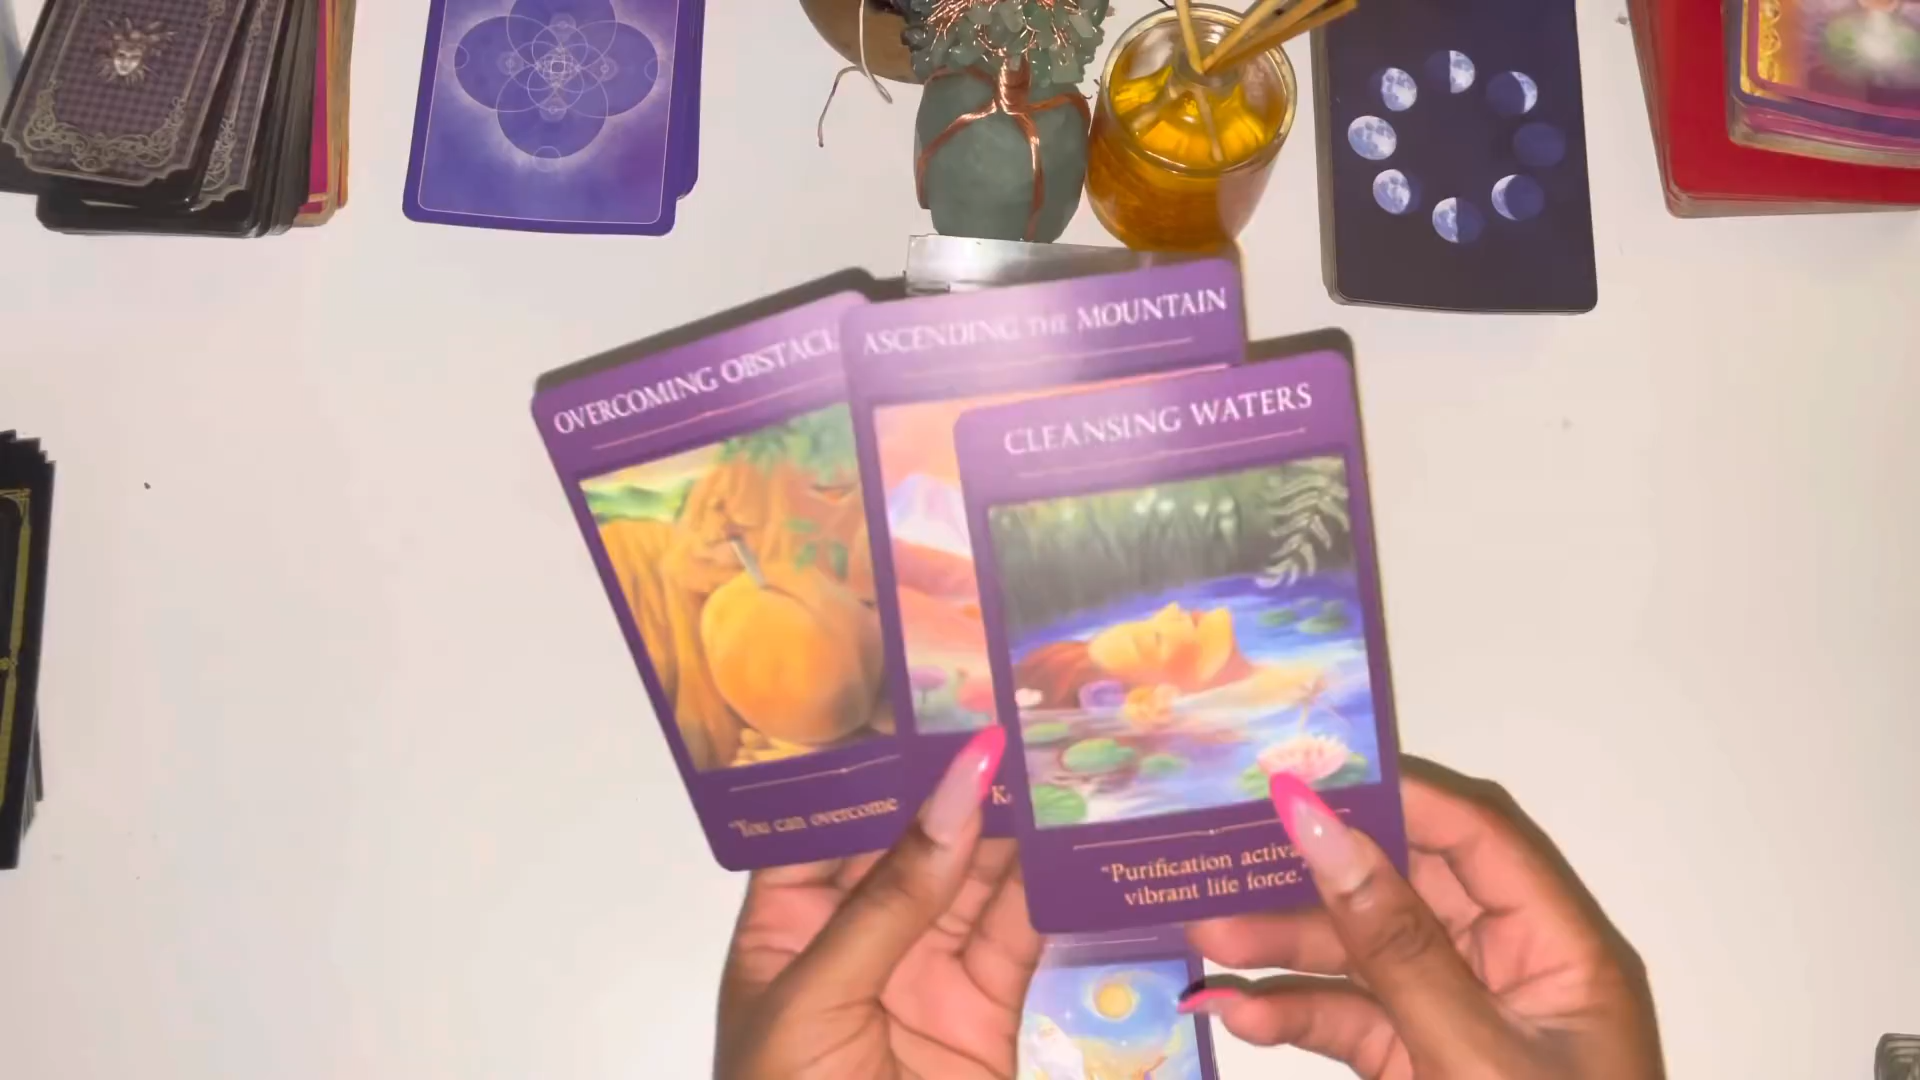 OVERCOMING OBSTACL
ASCENDING THE MOUNTAIN
CLEANSING WATERS
"You can overcome
"Purification activa
vibrant life force."